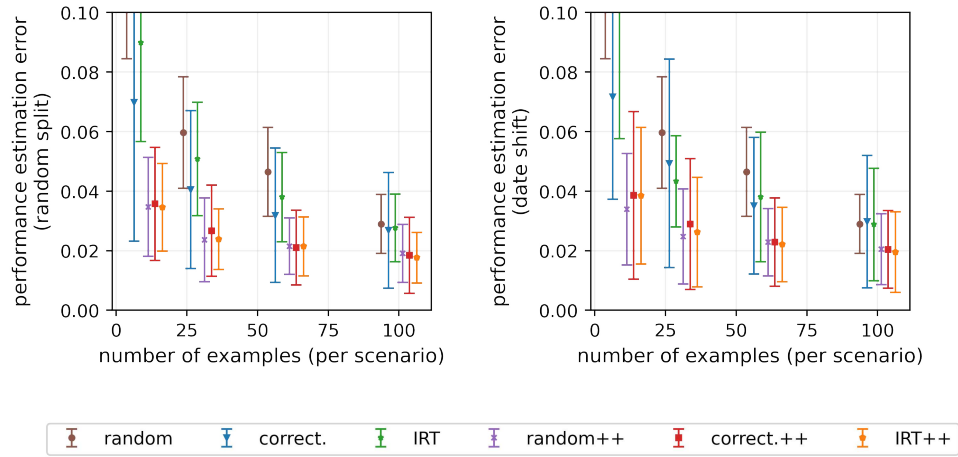 0.10
0.08
0.06
0.04
0.02
0.00
performance estimation error
(random split)
0 25 50 75 100
number of examples (per scenario)
0.10
0.08
0.06
0.04
0.02
0.00
performance estimation error
(date shift)
0 25 50 75 100
number of examples (per scenario)
random correct. IRT random++ correct.++ IRT++